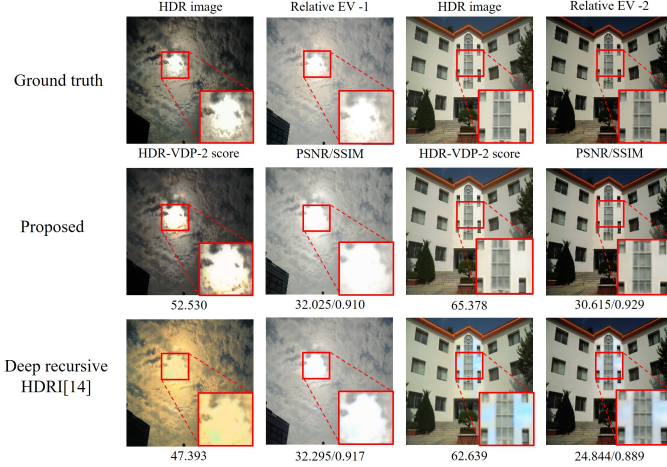 HDR image Relative EV -1 HDR image Relative EV -2
Ground truth
HDR-VDP-2 score PSNR/SSIM HDR-VDP-2 score PSNR/SSIM
Proposed
52.530 32.025/0.910 65.378 30.615/0.929
Deep recursive
HDRI[14]
47.393 32.295/0.917 62.639 24.844/0.889